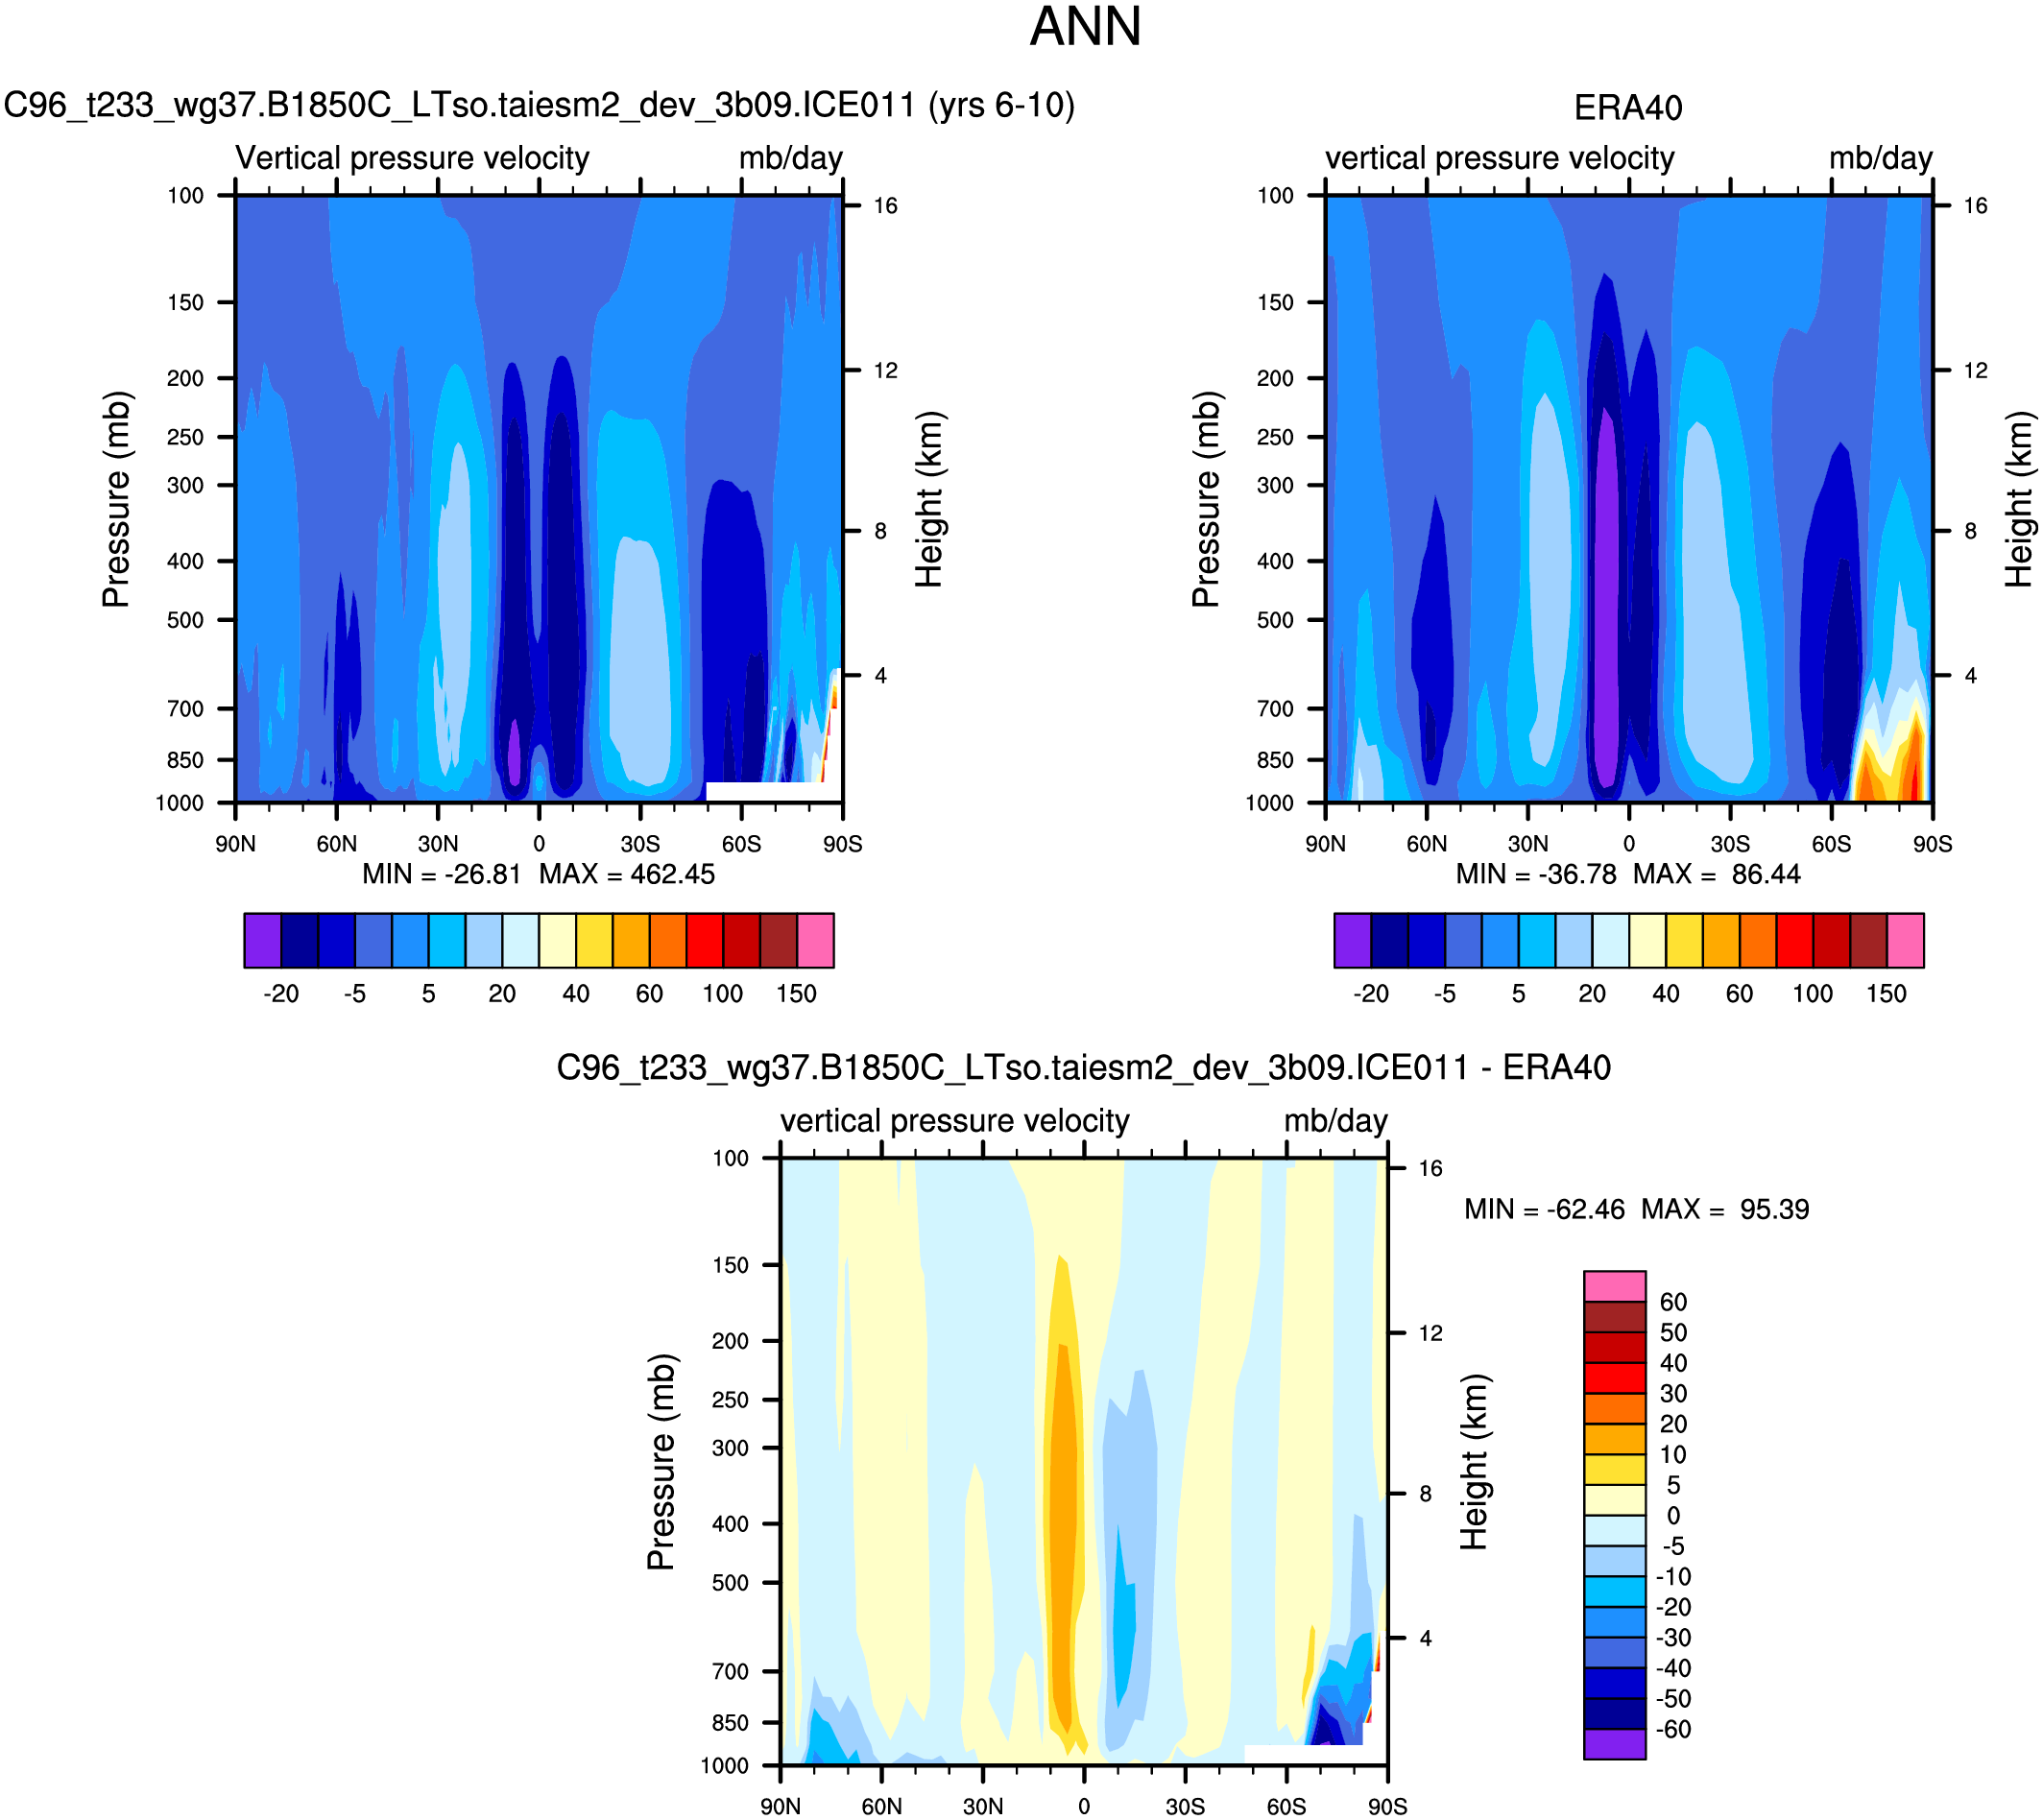 ANN
C96_t233_wg37.B1850C_LTso.taiesm2_dev_3b09.ICE011 (yrs 6-10)
Vertical pressure velocity mb/day
Pressure (mb)
100
150
200
250
300
400
500
700
850
1000
16
12
8
4
Height (km)
90N 60N 30N 0 30S 60S 90S
MIN = -26.81 MAX = 462.45
-20 -5 5 20 40 60 100 150
ERA40
vertical pressure velocity mb/day
Pressure (mb)
100
150
200
250
300
400
500
700
850
1000
16
12
8
4
Height (km)
90N 60N 30N 0 30S 60S 90S
MIN = -36.78 MAX = 86.44
-20 -5 5 20 40 60 100 150
C96_t233_wg37.B1850C_LTso.taiesm2_dev_3b09.ICE011 - ERA40
vertical pressure velocity mb/day
Pressure (mb)
100
150
200
250
300
400
500
700
850
1000
16
12
8
4
Height (km)
90N 60N 30N 0 30S 60S 90S
MIN = -62.46 MAX = 95.39
60
50
40
30
20
10
5
0
-5
-10
-20
-30
-40
-50
-60